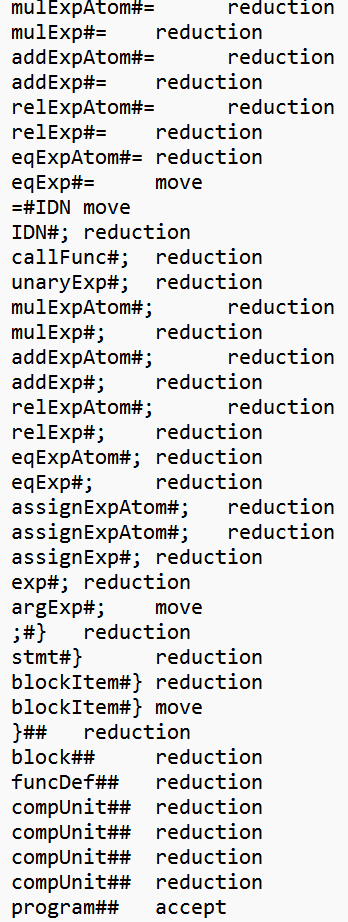 mulExpAtom#=	reduction
mulExp#=	reduction
addExpAtom#=	reduction
addExp#=	reduction
relExpAtom#=	reduction
relExp#=	reduction
eqExpAtom#=	reduction
eqExp#=	move
=#IDN	move
IDN#;	reduction
callFunc#;	reduction
unaryExp#;	reduction
mulExpAtom#;	reduction
mulExp#;	reduction
addExpAtom#;	reduction
addExp#;	reduction
relExpAtom#;	reduction
relExp#;	reduction
eqExpAtom#;	reduction
eqExp#;	reduction
assignExpAtom#;	reduction
assignExpAtom#;	reduction
assignExp#;	reduction
exp#;	reduction
argExp#;	move
;#}	reduction
stmt#}	reduction
blockItem#}	reduction
blockItem#}	move
}##	reduction
block##	reduction
funcDef##	reduction
compUnit##	reduction
compUnit##	reduction
compUnit##	reduction
compUnit##	reduction
program##	accept